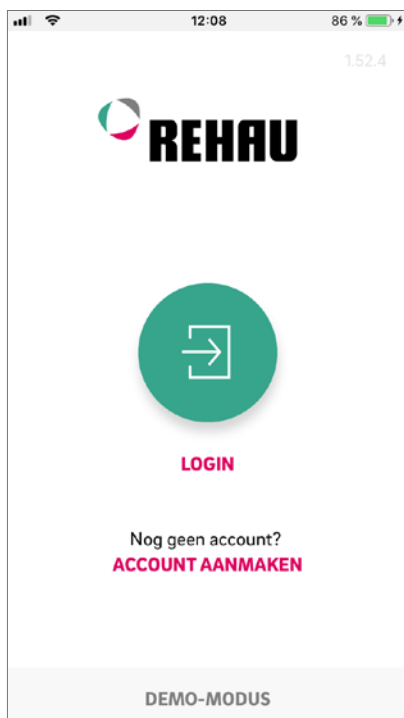 12:08
86 %
1.52.4
REHAU
LOGIN
Nog geen account?
ACCOUNT AANMAKEN
DEMO-MODUS